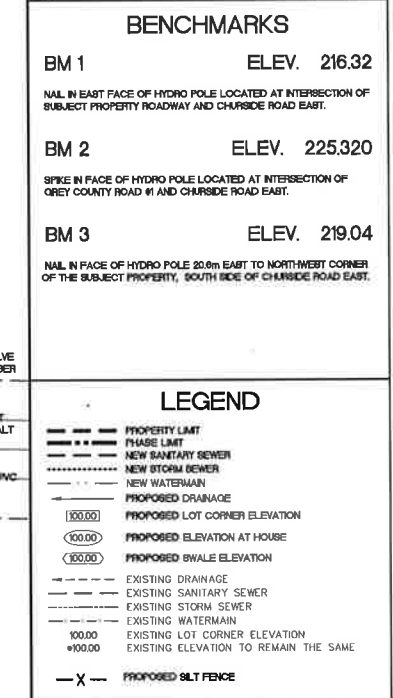 BENCHMARKS
BM 1 ELEV. 216.32
NAIL IN EAST FACE OF HYDRO POLE LOCATED AT INTERSECTION OF
SUBJECT PROPERTY ROADWAY AND CHURSIDE ROAD EAST.
BM 2 ELEV. 225.320
SPIKE IN FACE OF HYDRO POLE LOCATED AT INTERSECTION OF
GREY COUNTY ROAD #1 AND CHURSIDE ROAD EAST.
BM 3 ELEV. 219.04
NAIL IN FACE OF HYDRO POLE 20.6m EAST TO NORTHWEST CORNER
OF THE SUBJECT PROPERTY, SOUTH SIDE OF CHURSIDE ROAD EAST.
LEGEND
PROPERTY LIMIT
PHASE LIMIT
NEW SANITARY SEWER
NEW STORM SEWER
NEW WATERMAIN
PROPOSED DRAINAGE
100.00 PROPOSED LOT CORNER ELEVATION
100.00 PROPOSED ELEVATION AT HOUSE
100.00 PROPOSED SWALE ELEVATION
EXISTING DRAINAGE
EXISTING SANITARY SEWER
EXISTING STORM SEWER
EXISTING WATERMAIN
100.00 EXISTING LOT CORNER ELEVATION
100.00 EXISTING ELEVATION TO REMAIN THE SAME
X PROPOSED SILT FENCE